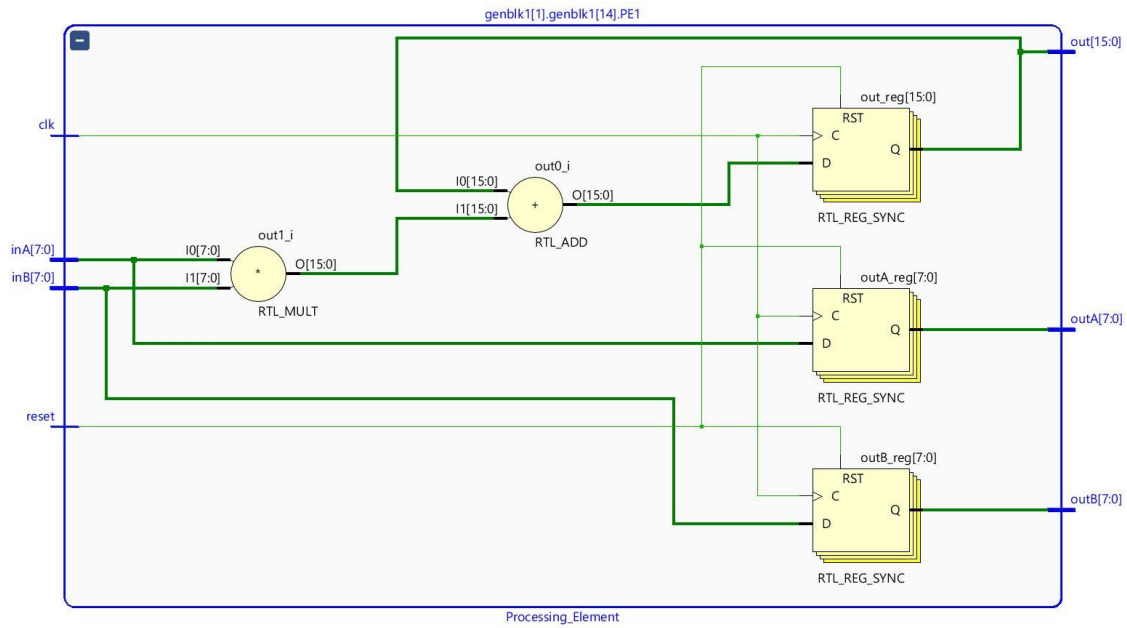 genblk1[1].genblk1[14].PE1
out[15:0]
out_reg[15:0]
RST
clk
C
Q
D
out0_i
I0[15:0]
O[15:0]
I1[15:0]
+
RTL_REG_SYNC
RTL_ADD
out1_i
inA[7:0]
I0[7:0]
O[15:0]
*
inB[7:0]
I1[7:0]
RTL_MULT
outA_reg[7:0]
RST
C
Q
outA[7:0]
D
RTL_REG_SYNC
reset
outB_reg[7:0]
RST
C
Q
outB[7:0]
D
RTL_REG_SYNC
Processing_Element